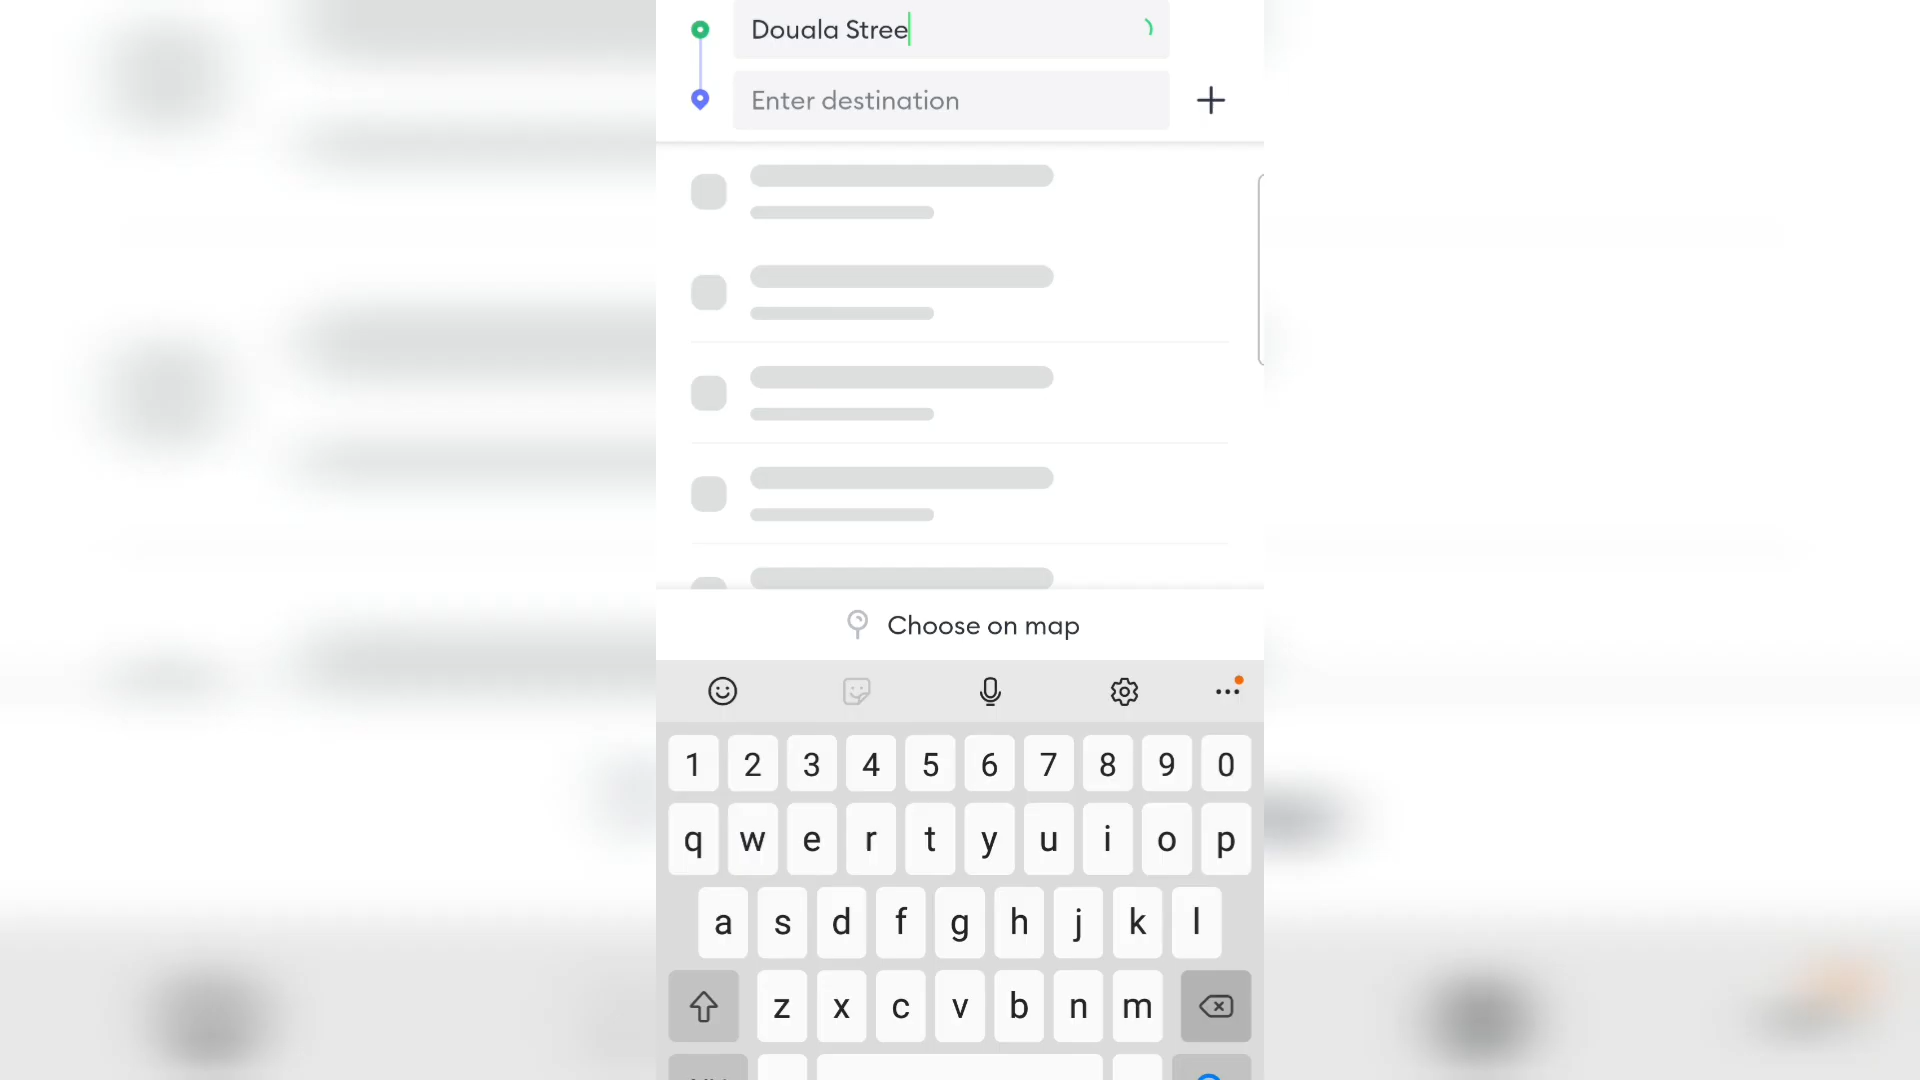 Douala Stree
Enter destination
Choose on map
1 2 3 4 5 6 7 8 9 0
q w e r t y u i o p
a s d f g h j k l
z x c v b n m